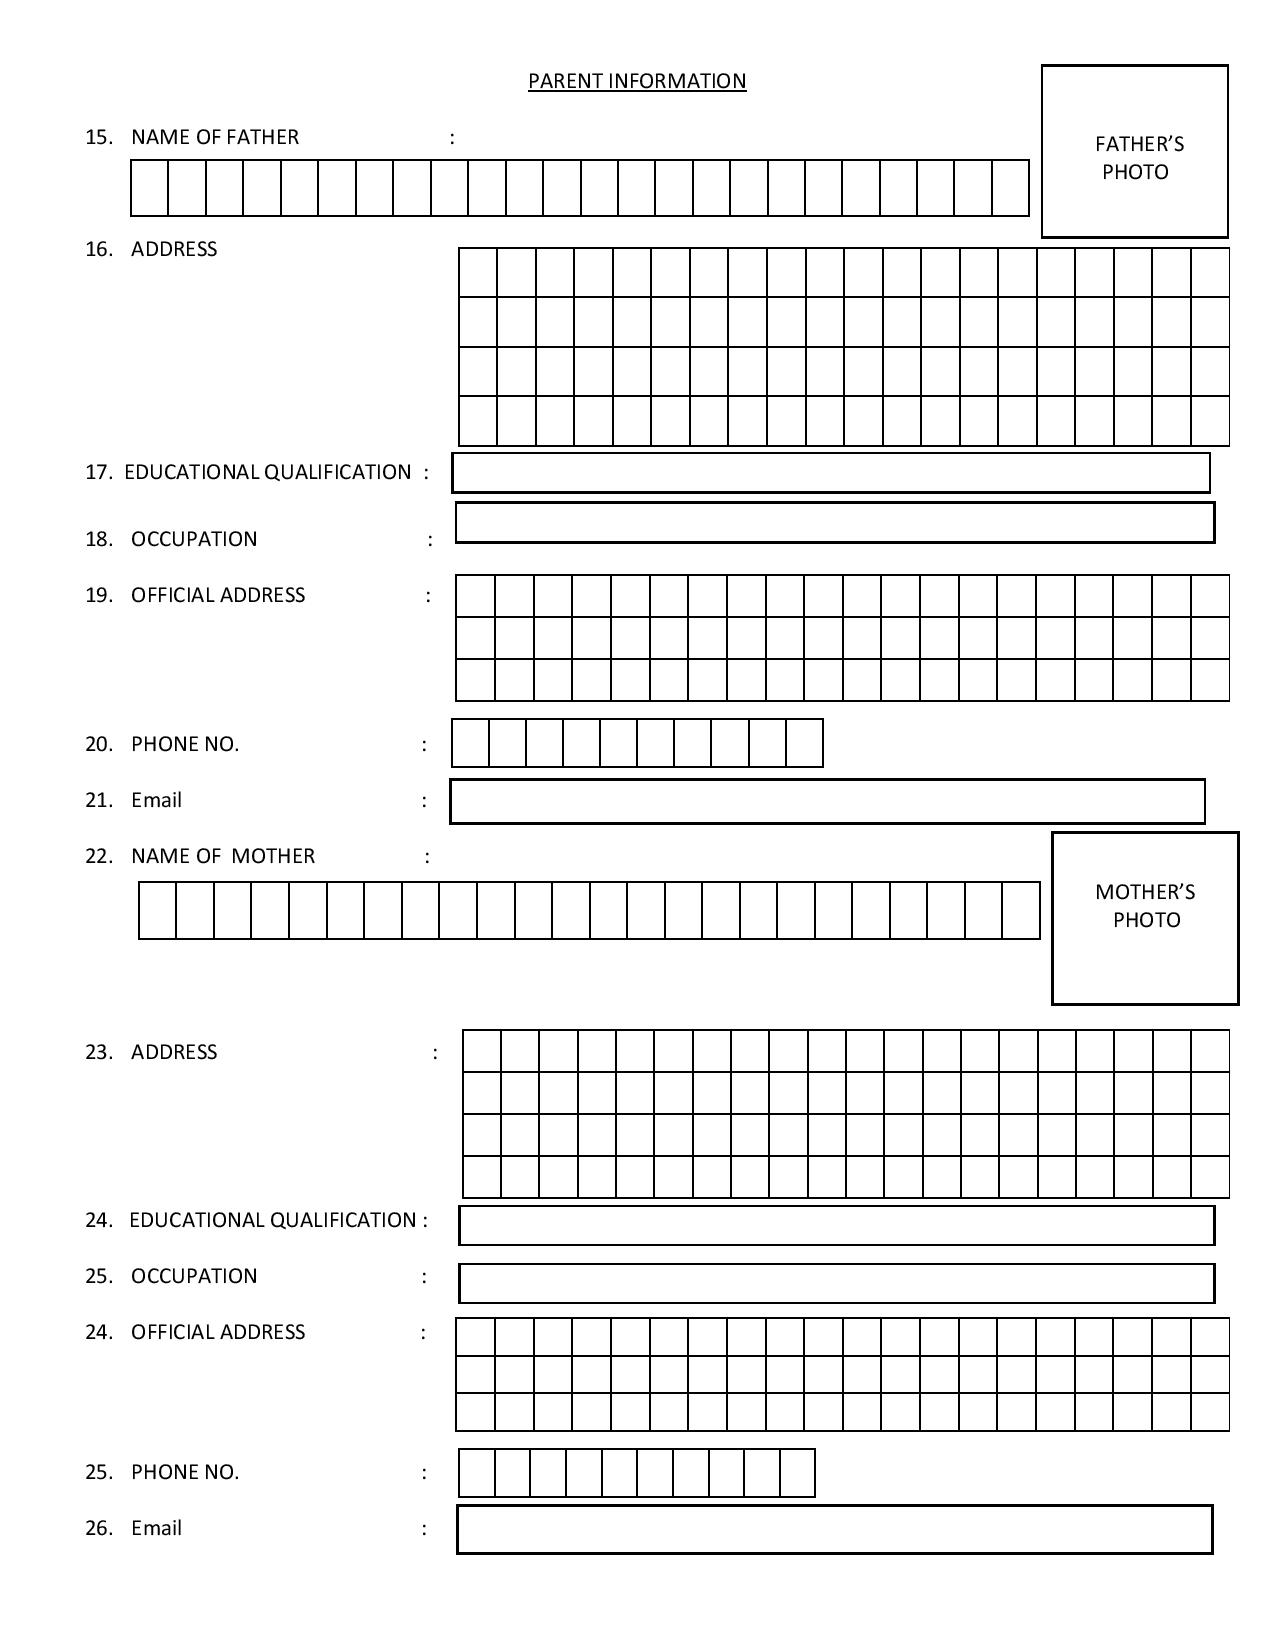 PARENT INFORMATION
15. NAME OF FATHER :
FATHER’S
PHOTO
16. ADDRESS
17. EDUCATIONAL QUALIFICATION :
18. OCCUPATION :
19. OFFICIAL ADDRESS :
20. PHONE NO. :
21. Email :
22. NAME OF MOTHER :
MOTHER’S
PHOTO
23. ADDRESS :
24. EDUCATIONAL QUALIFICATION :
25. OCCUPATION :
24. OFFICIAL ADDRESS :
25. PHONE NO. :
26. Email :